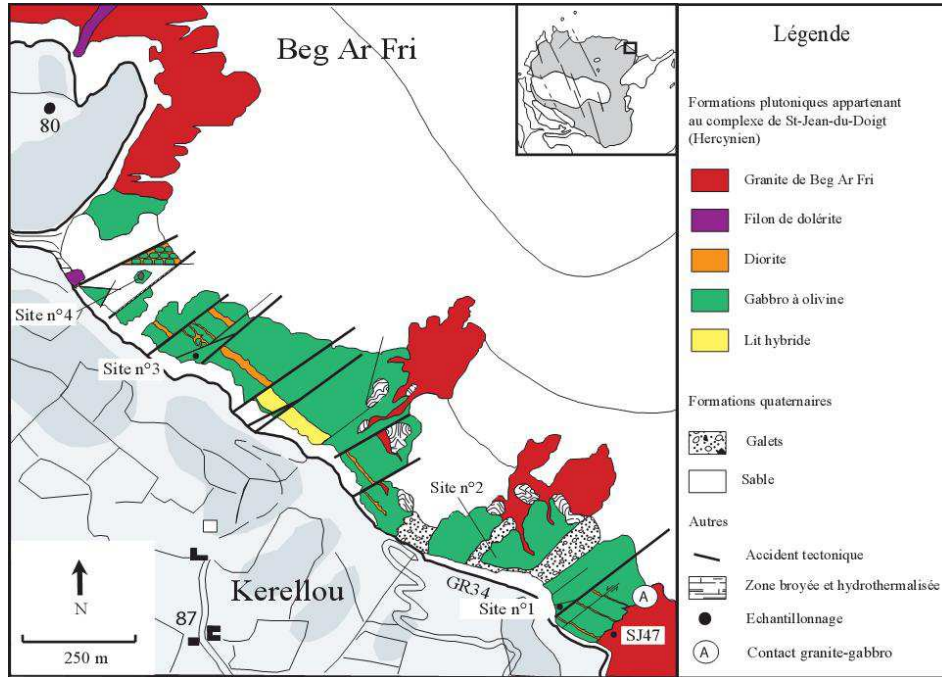 Beg Ar Fri
80
Site n°4
Site n°3
Site n°2
GR34
Site n°1
A
SJ47
Kerellou
87
N
250 m
Légende
Formations plutoniques appartenant
au complexe de St-Jean-du-Doigt
(Hercynien)
Granite de Beg Ar Fri
Filon de dolérite
Diorite
Gabbro à olivine
Lit hybride
Formations quaternaires
Galets
Sable
Autres
Accident tectonique
Zone broyée et hydrothermalisée
Echantillonnage
A
Contact granite-gabbro